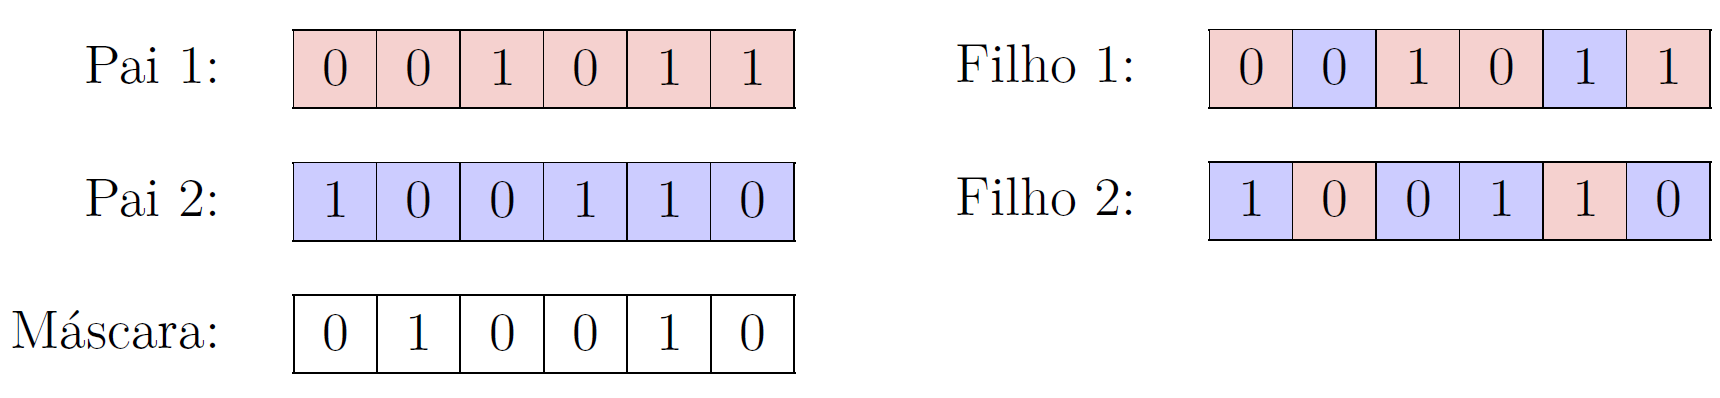 Pai 1: 0 0 1 0 1 1
Filho 1: 0 0 1 0 1 1
Pai 2: 1 0 0 1 1 0
Filho 2: 1 0 0 1 1 0
Máscara: 0 1 0 0 1 0